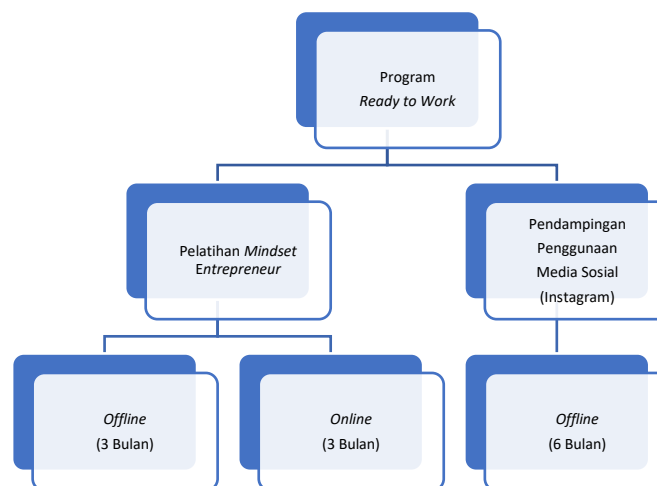 Program
Ready to Work
Pelatihan Mindset
Entrepreneur
Pendampingan
Penggunaan
Media Sosial
(Instagram)
Offline
(3 Bulan)
Online
(3 Bulan)
Offline
(6 Bulan)